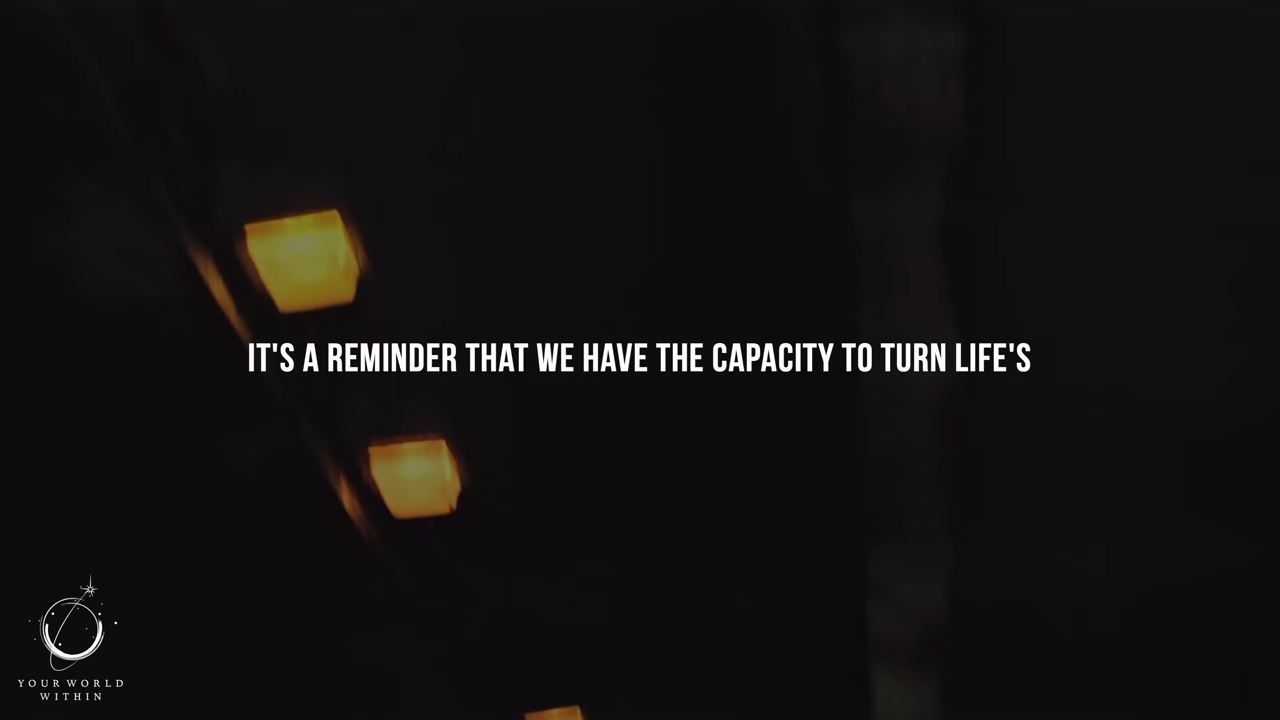 IT'S A REMINDER THAT WE HAVE THE CAPACITY TO TURN LIFE'S
YOUR WORLD
WITHIN